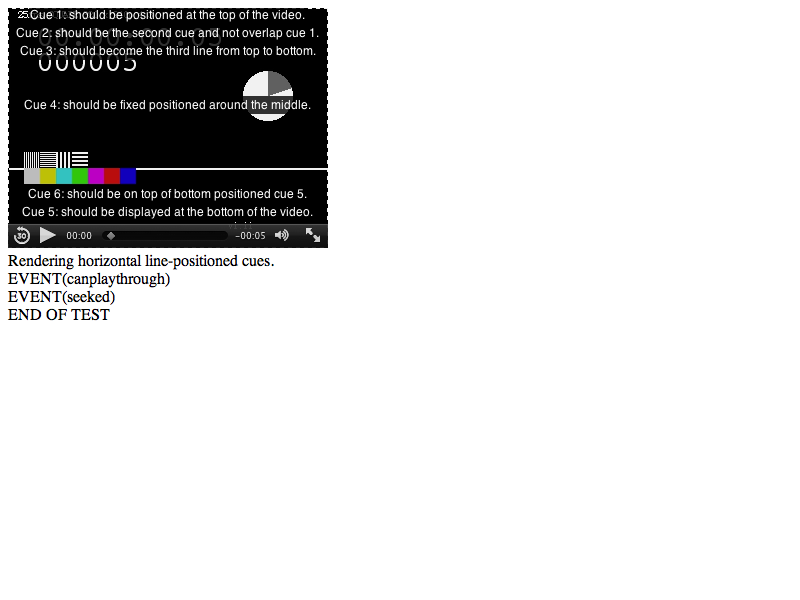 Cue 1: should be positioned at the top of the video.
Cue 2: should be the second cue and not overlap cue 1.
Cue 3: should become the third line from top to bottom.
000005
Cue 4: should be fixed positioned around the middle.
Cue 6: should be on top of bottom positioned cue 5.
Cue 5: should be displayed at the bottom of the video.
30 00:00 -00:05
Rendering horizontal line-positioned cues.
EVENT(canplaythrough)
EVENT(seeked)
END OF TEST